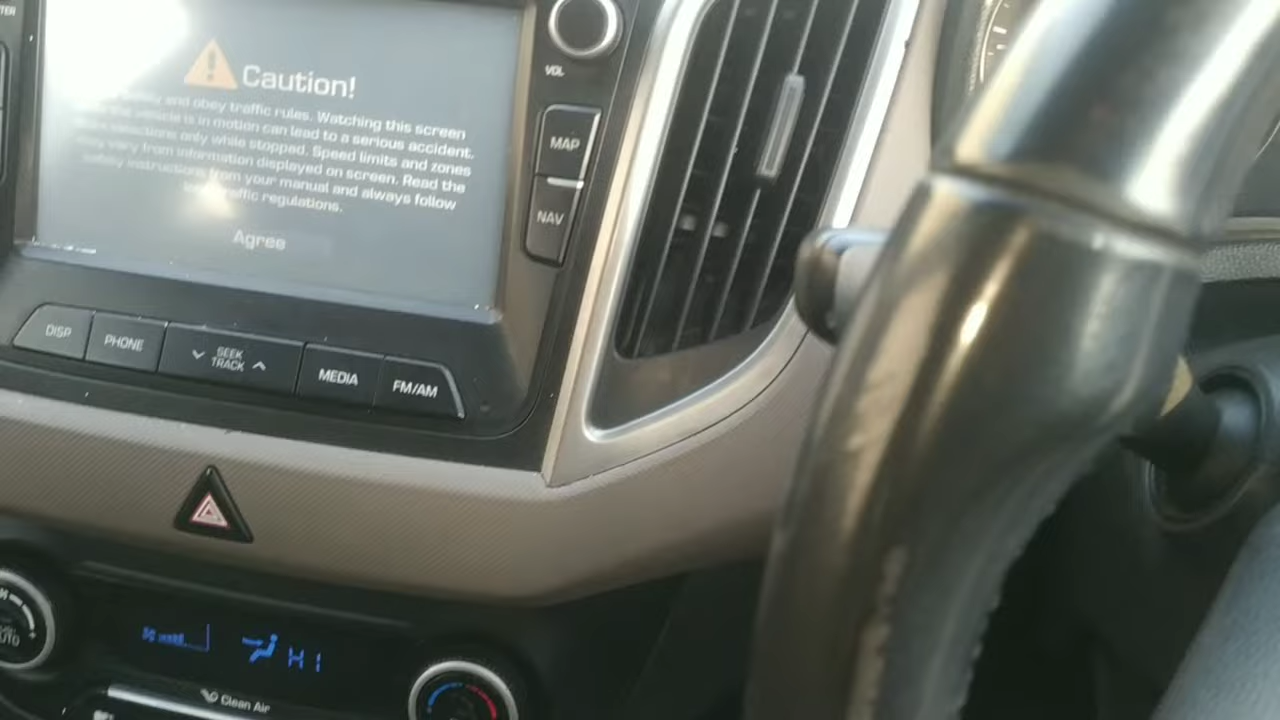 Caution!
and obey traffic rules. Watching this screen
vehicle is in motion can lead to a serious accident.
only while stopped. Speed limits and zones
vary from information displayed on screen. Read the
safety instructions from your manual and always follow
traffic regulations.
Agree
VOL
MAP
NAV
DISP
PHONE
SEEK
TRACK
MEDIA
FM/AM
AUTO
HI
Clean Air